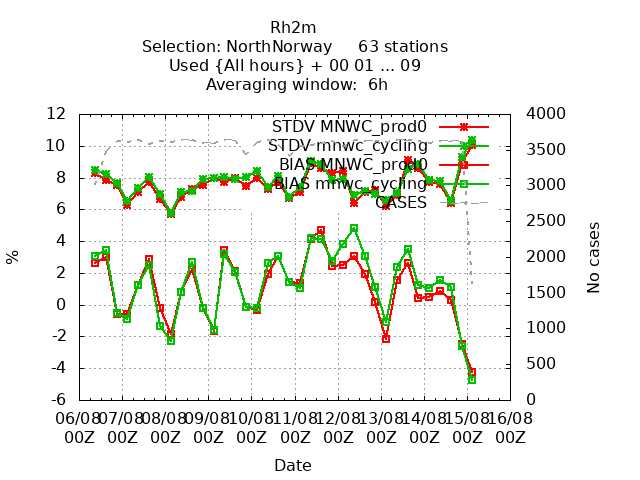 Rh2m
Selection: NorthNorway 63 stations
Used {All hours} + 00 01 ... 09
Averaging window: 6h
STDV MNWC_prod0
STDV mnwc_cycling
BIAS MNWC_prod0
BIAS mnwc_cycling
CASES
12
10
8
6
4
2
0
-2
-4
-6
%
4000
3500
3000
2500
2000
1500
1000
500
0
No cases
06/08 07/08 08/08 09/08 10/08 11/08 12/08 13/08 14/08 15/08 16/08
00Z 00Z 00Z 00Z 00Z 00Z 00Z 00Z 00Z 00Z 00Z
Date